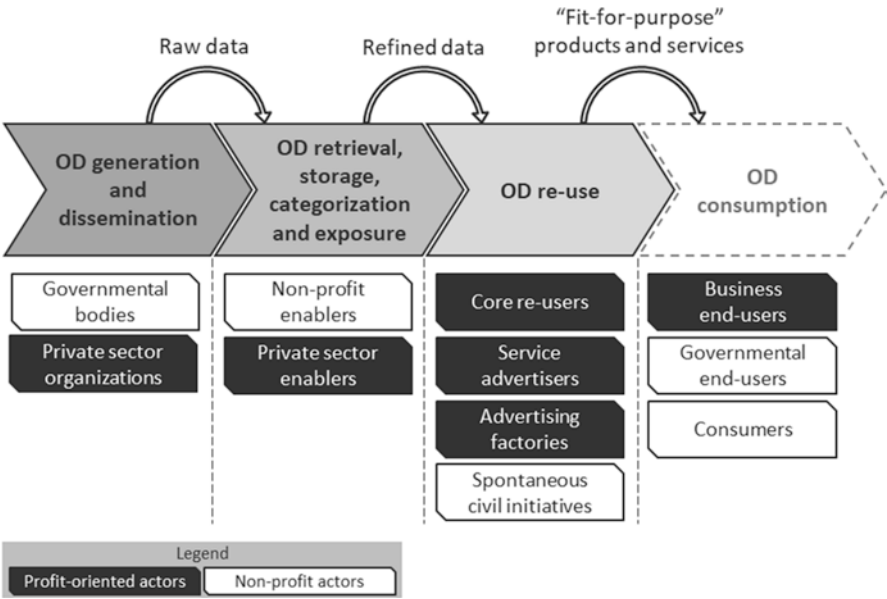 Raw data
Refined data
“Fit-for-purpose”
products and services
OD generation
and
dissemination
OD retrieval,
storage,
categorization
and exposure
OD re-use
OD
consumption
Governmental
bodies
Private sector
organizations
Non-profit
enablers
Private sector
enablers
Core re-users
Service
advertisers
Advertising
factories
Spontaneous
civil initiatives
Business
end-users
Governmental
end-users
Consumers
Legend
Profit-oriented actors
Non-profit actors